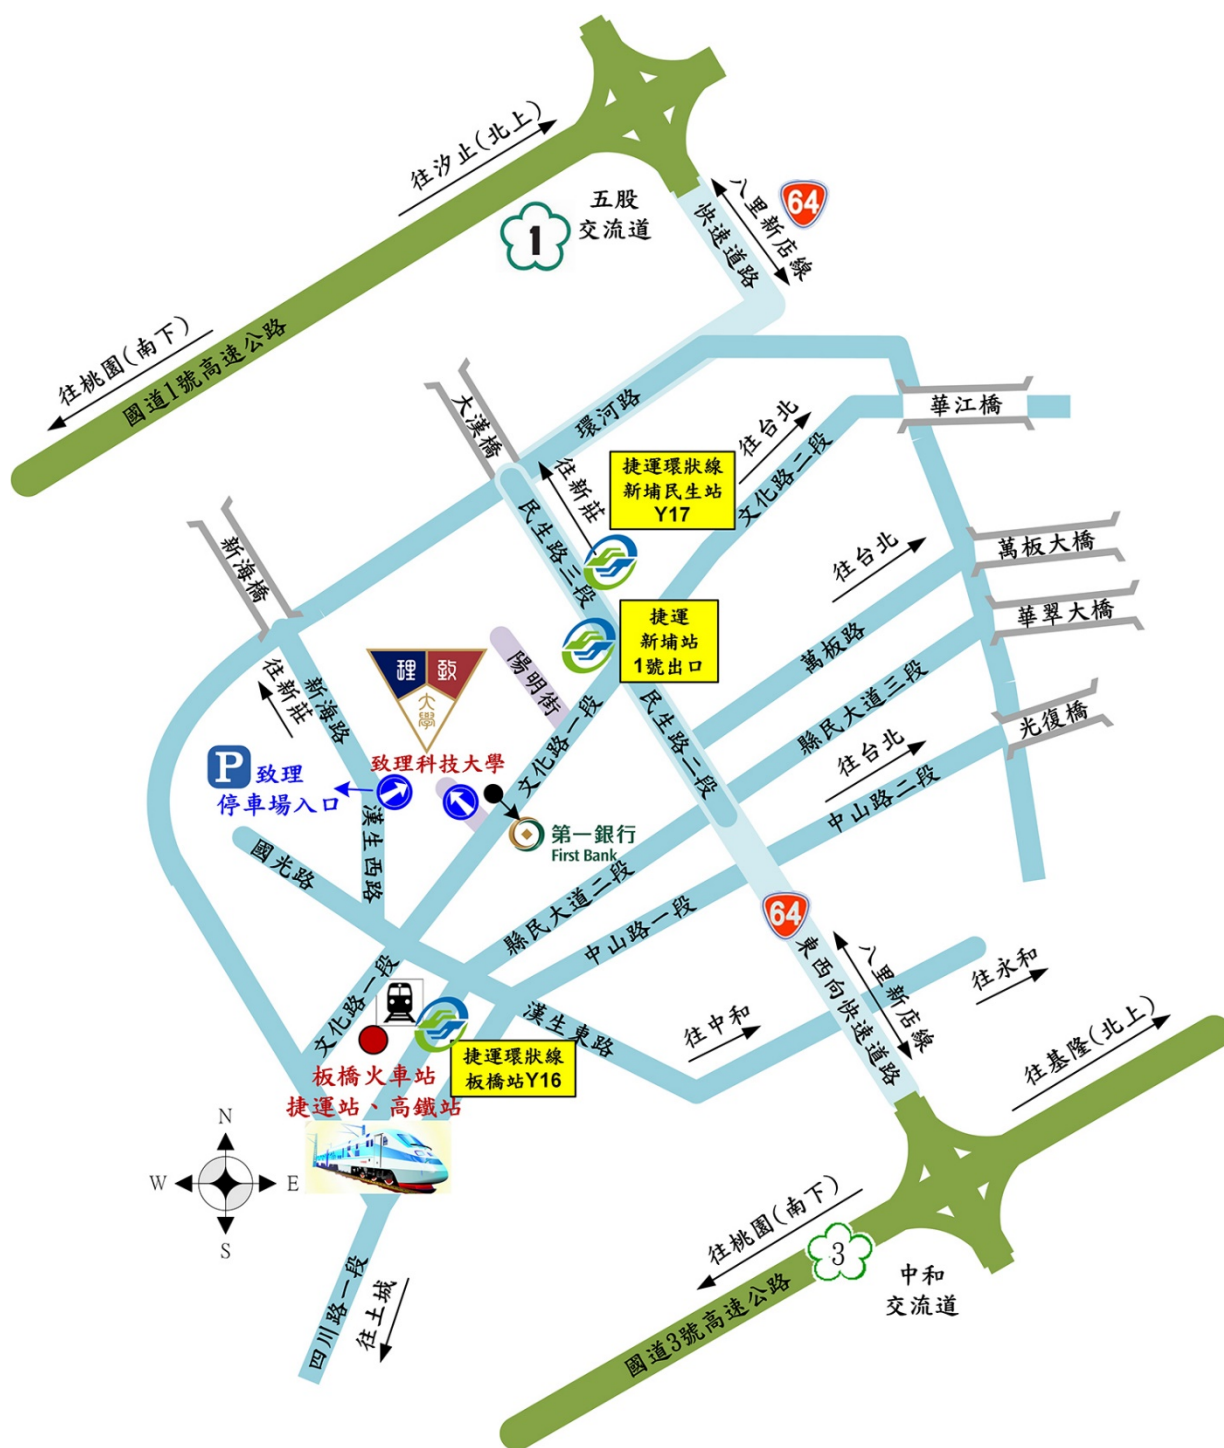 往汐止(北上)
64
八里新店線
快速道路
1
五股
交流道
往桃園(南下)
國道1號高速公路
大漢橋
環河路
華江橋
往台北
文化路二段
往新莊
捷運環狀線
新埔民生站
Y17
民生路三段
新海橋
萬板大橋
往台北
華翠大橋
捷運
新埔站
1號出口
萬板路
理致
大學
陽明街
往新莊
新海路
民生路二段
縣民大道三段
光復橋
往台北
中山路二段
文化路一段
致理科技大學
P
致理
停車場入口
漢生西路
第一銀行
First Bank
國光路
縣民大道二段
中山路一段
64
東西向快速道路
八里新店線
往永和
往中和
漢生東路
文化路一段
捷運環狀線
板橋站Y16
板橋火車站
捷運站、高鐵站
往基隆(北上)
N
W
E
S
往桃園(南下)
3
中和
交流道
國道3號高速公路
四川路一段
往土城